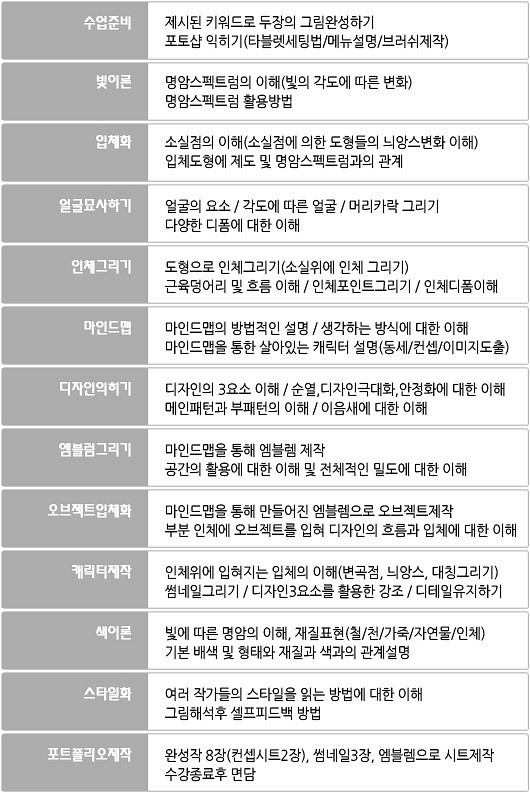 수업준비
제시된 키워드로 두장의 그림완성하기
포토샵 익히기(타블렛세팅법/메뉴설명/브러쉬제작)
빛이론
명암스펙트럼의 이해(빛의 각도에 따른 변화)
명암스펙트럼 활용방법
입체화
소실점의 이해(소실점에 의한 도형들의 늬앙스변화 이해)
입체도형에 제도 및 명암스펙트럼과의 관계
얼굴묘사하기
얼굴의 요소 / 각도에 따른 얼굴 / 머리카락 그리기
다양한 디폼에 대한 이해
인체그리기
도형으로 인체그리기(소실위에 인체 그리기)
근육덩어리 및 흐름 이해 / 인체포인트그리기 / 인체디폼이해
마인드맵
마인드맵의 방법적인 설명 / 생각하는 방식에 대한 이해
마인드맵을 통한 살아있는 캐릭터 설명(동세/컨셉/이미지도출)
디자인익히기
디자인의 3요소 이해 / 순열,디자인극대화,안정화에 대한 이해
메인패턴과 부패턴의 이해 / 이음새에 대한 이해
엠블럼그리기
마인드맵을 통해 엠블렘 제작
공간의 활용에 대한 이해 및 전체적인 밀도에 대한 이해
오브젝트입체화
마인드맵을 통해 만들어진 엠블렘으로 오브젝트제작
부분 인체에 오브젝트를 입혀 디자인의 흐름과 입체에 대한 이해
캐릭터제작
인체위에 입혀지는 입체의 이해(변곡점, 늬앙스, 대칭그리기)
썸네일그리기 / 디자인3요소를 활용한 강조 / 디테일유지하기
색이론
빛에 따른 명암의 이해, 재질표현(철/천/가죽/자연물/인체)
기본 배색 및 형태와 재질과 색과의 관계설명
스타일화
여러 작가들의 스타일을 읽는 방법에 대한 이해
그림해석후 셀프피드백 방법
포트폴리오제작
완성작 8장(컨셉시트2장), 썸네일3장, 엠블렘으로 시트제작
수강종료후 면담